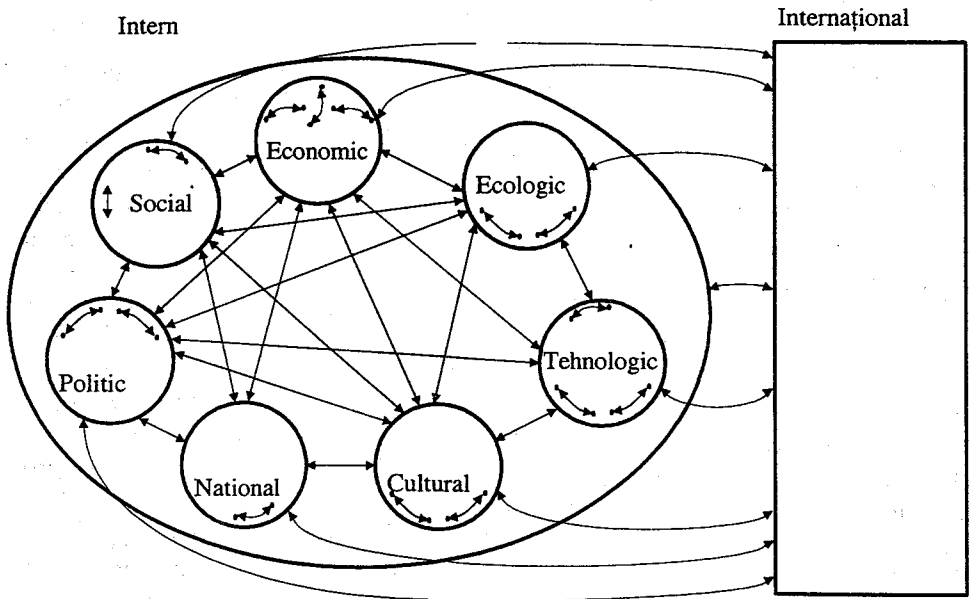 Intern
Internațional
Economic
Ecologic
Social
Tehnologic
Politic
National
Cultural